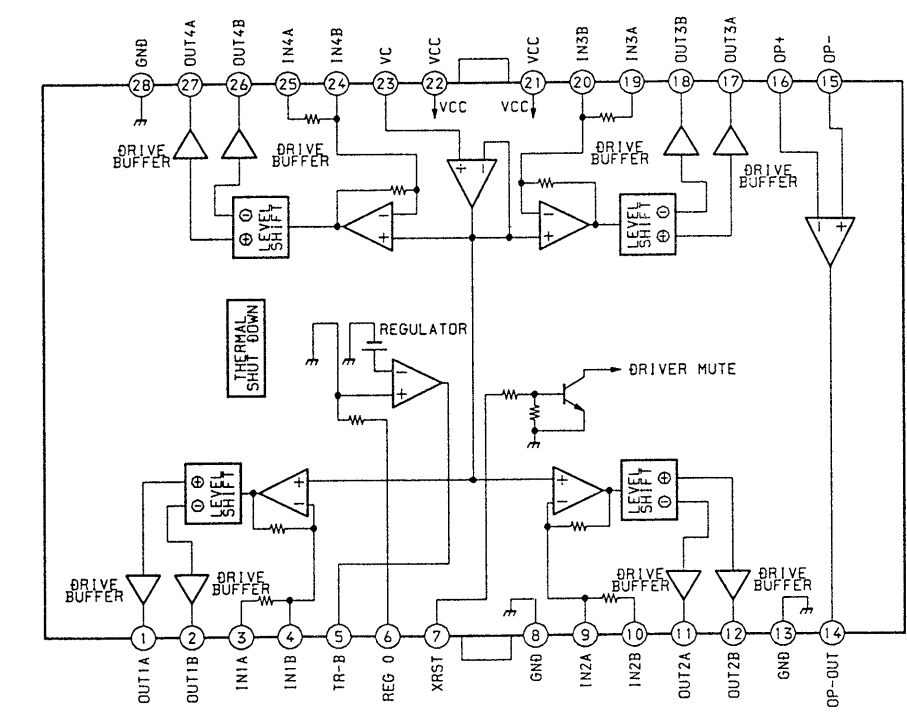 GND
OUT4A
OUT4B
IN4A
IN4B
VC
VCC
VCC
IN3B
IN3A
OUT3B
OUT3A
OP+
OP-
28
27
26
25
24
23
22
21
20
19
18
17
16
15
VCC
VCC
DRIVE
BUFFER
DRIVE
BUFFER
DRIVE
BUFFER
DRIVE
BUFFER
+
−
−
+
LEVEL
SHIFT
−
+
−
+
−
+
LEVEL
SHIFT
−
+
THERMAL
SHUT DOWN
REGULATOR
−
+
DRIVER MUTE
LEVEL
SHIFT
+
−
+
−
+
−
LEVEL
SHIFT
+
−
DRIVE
BUFFER
DRIVE
BUFFER
DRIVE
BUFFER
DRIVE
BUFFER
1
2
3
4
5
6
7
8
9
10
11
12
13
14
OUT1A
OUT1B
IN1A
IN1B
TR-B
REG O
XRST
GND
IN2A
IN2B
OUT2A
OUT2B
GND
OP-OUT